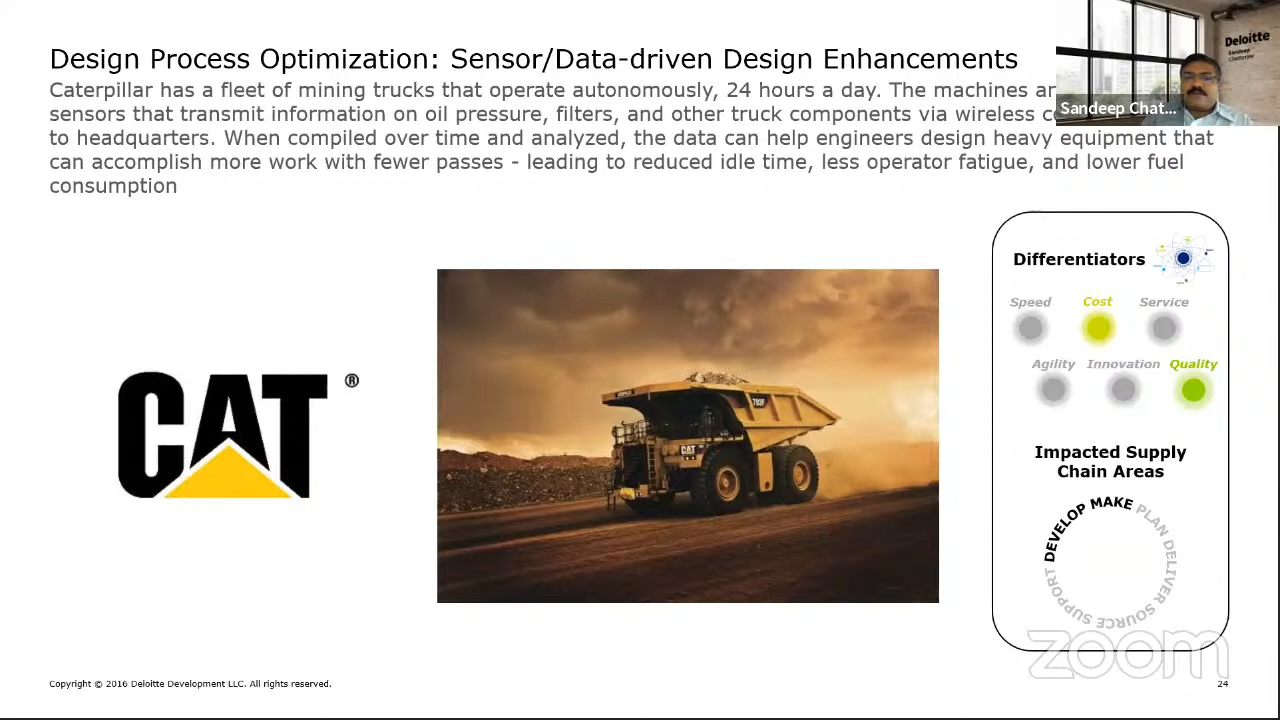 Design Process Optimization: Sensor/Data-driven Design Enhancements
Caterpillar has a fleet of mining trucks that operate autonomously, 24 hours a day. The machines
sensors that transmit information on oil pressure, filters, and other truck components via wireless
to headquarters. When compiled over time and analyzed, the data can help engineers design heavy equipment that
can accomplish more work with fewer passes - leading to reduced idle time, less operator fatigue, and lower fuel
consumption
Deloitte
Sandeep
Chatterjee
Sandeep Chat...
CAT ®
793F
CAT
Differentiators
Speed Cost Service
Agility Innovation Quality
Impacted Supply
Chain Areas
DEVELOP MAKE PLAN DELIVER SOURCE SUPPORT
zoom
Copyright © 2016 Deloitte Development LLC. All rights reserved.
24